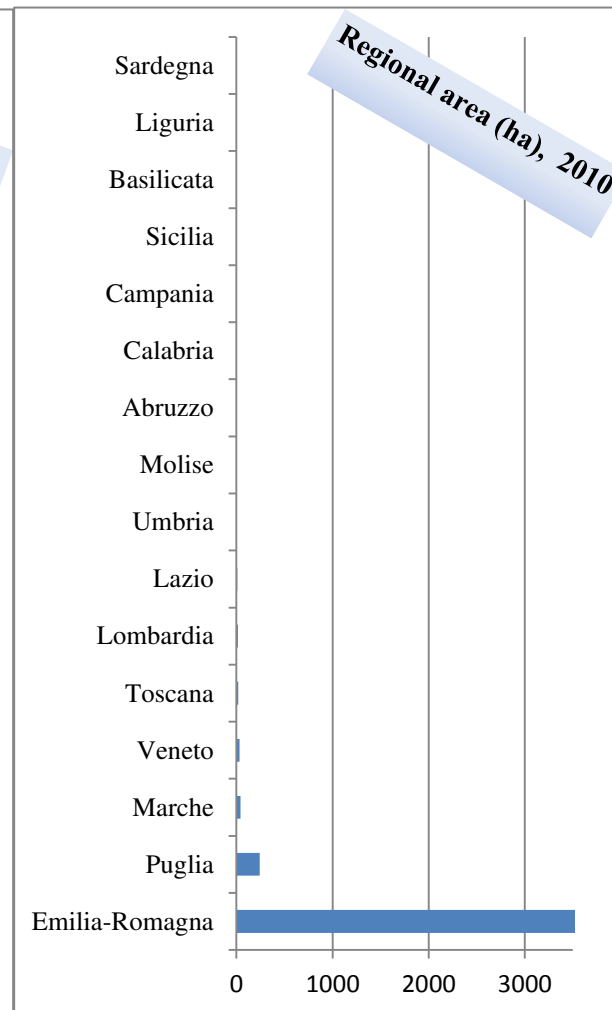 Regional area (ha), 2010
Sardegna
Liguria
Basilicata
Sicilia
Campania
Calabria
Abruzzo
Molise
Umbria
Lazio
Lombardia
Toscana
Veneto
Marche
Puglia
Emilia-Romagna
0 1000 2000 3000